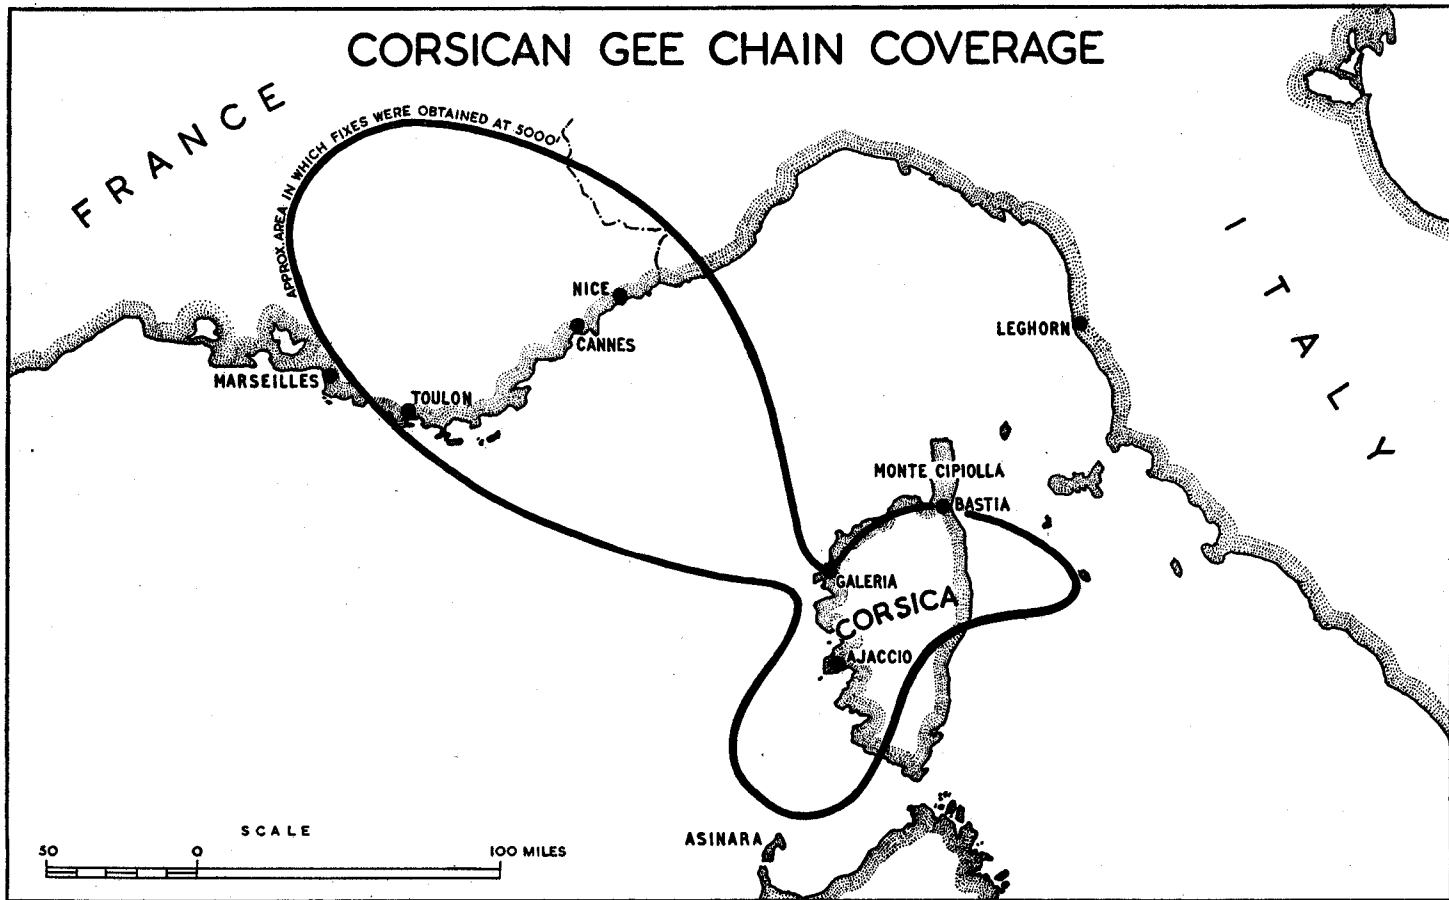 CORSICAN GEE CHAIN COVERAGE
FRANCE
APPROX. AREA IN WHICH FIXES WERE OBTAINED AT 5000'
ITALY
NICE
CANNES
LEGHORN
MARSEILLES
TOULON
MONTE CIPIOLLA
BASTIA
GALERIA
CORSICA
AJACCIO
ASINARA
SCALE
50 0 100 MILES